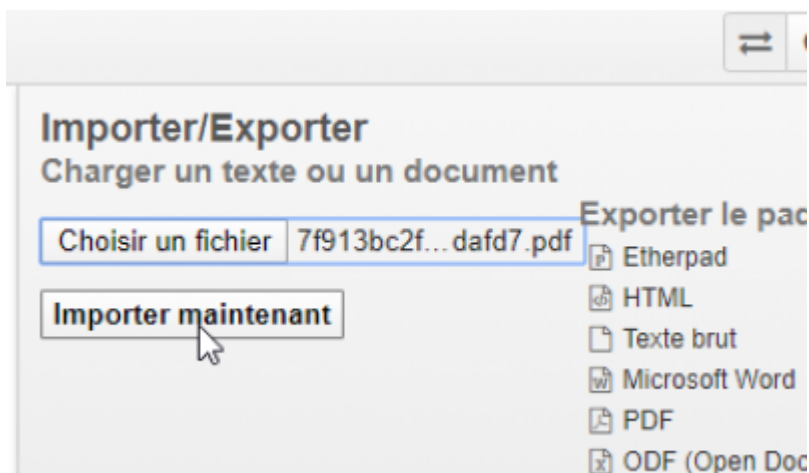 Importer/Exporter
Charger un texte ou un document
Choisir un fichier 7f913bc2f...dafd7.pdf
Importer maintenant
Exporter le pad
Etherpad
HTML
Texte brut
Microsoft Word
PDF
ODF (Open Doc